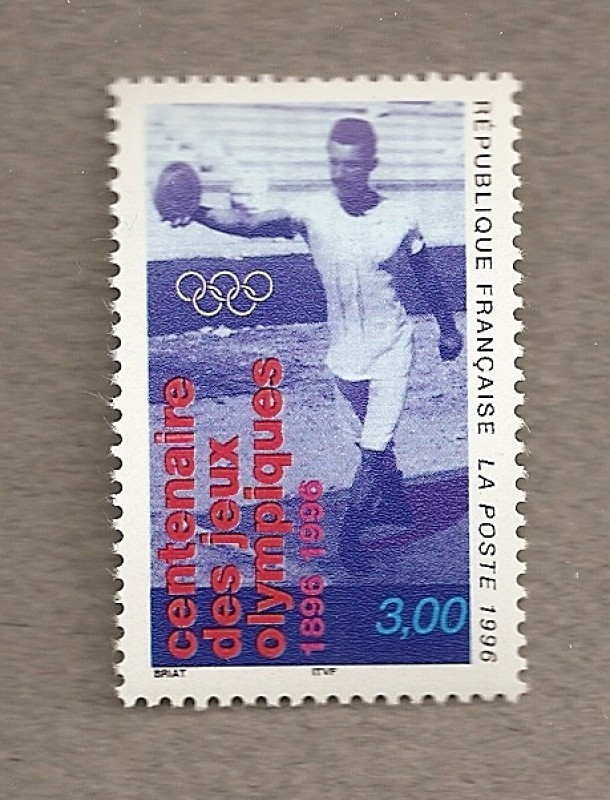 RÉPUBLIQUE FRANÇAISE LA POSTE 1996
centenaire
des jeux
olympiques
1896 1996
3,00
BRIAT
ITVF